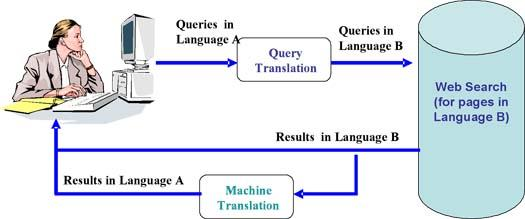 Queries in
Language A
Query
Translation
Queries in
Language B
Web Search
(for pages in
Language B)
Results in Language B
Results in Language A
Machine
Translation